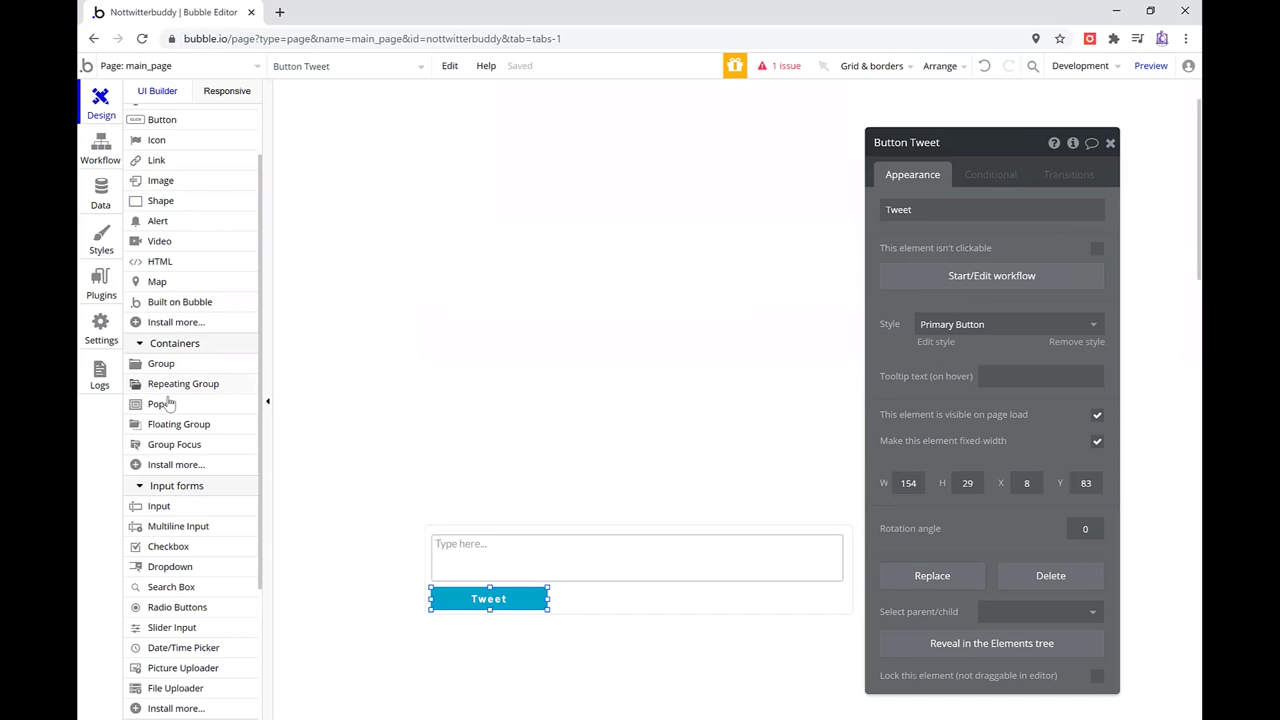 Nottwitterbuddy | Bubble Editor
bubble.io/page?type=page&name=main_page&id=nottwitterbuddy&tab=tabs-1
Page: main_page
Button Tweet
Edit
Help
Saved
1 issue
Grid & borders
Arrange
Development
Preview
Design
Workflow
Data
Styles
Plugins
Settings
Logs
UI Builder
Responsive
CLICK
Button
Icon
Link
Image
Shape
Alert
Video
HTML
Map
Built on Bubble
Install more...
Containers
Group
Repeating Group
Floating Group
Group Focus
Install more...
Input forms
Input
Multiline Input
Checkbox
Dropdown
Search Box
Radio Buttons
Slider Input
Date/Time Picker
Picture Uploader
File Uploader
Install more...
Type here...
Tweet
Button Tweet
Appearance
Conditional
Transitions
Tweet
This element isn't clickable
Start/Edit workflow
Style
Primary Button
Edit style
Remove style
Tooltip text (on hover)
This element is visible on page load
Make this element fixed-width
W 154 H 29 X 8 Y 83
Rotation angle 0
Replace
Delete
Select parent/child
Reveal in the Elements tree
Lock this element (not draggable in editor)